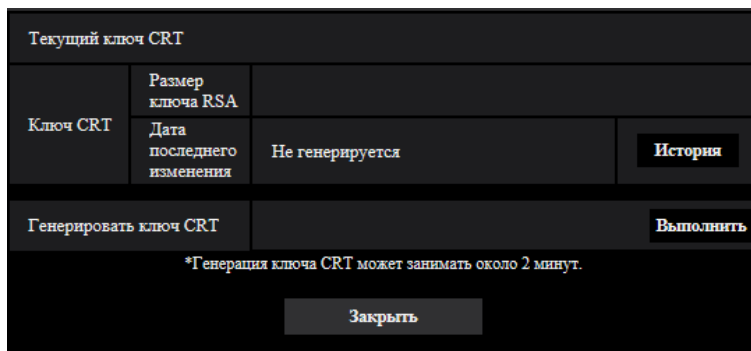 Текущий ключ CRT
Ключ CRT
Размер
ключа RSA
Дата
последнего
изменения
Не генерируется
История
Генерировать ключ CRT
Выполнить
*Генерация ключа CRT может занимать около 2 минут.
Закрыть